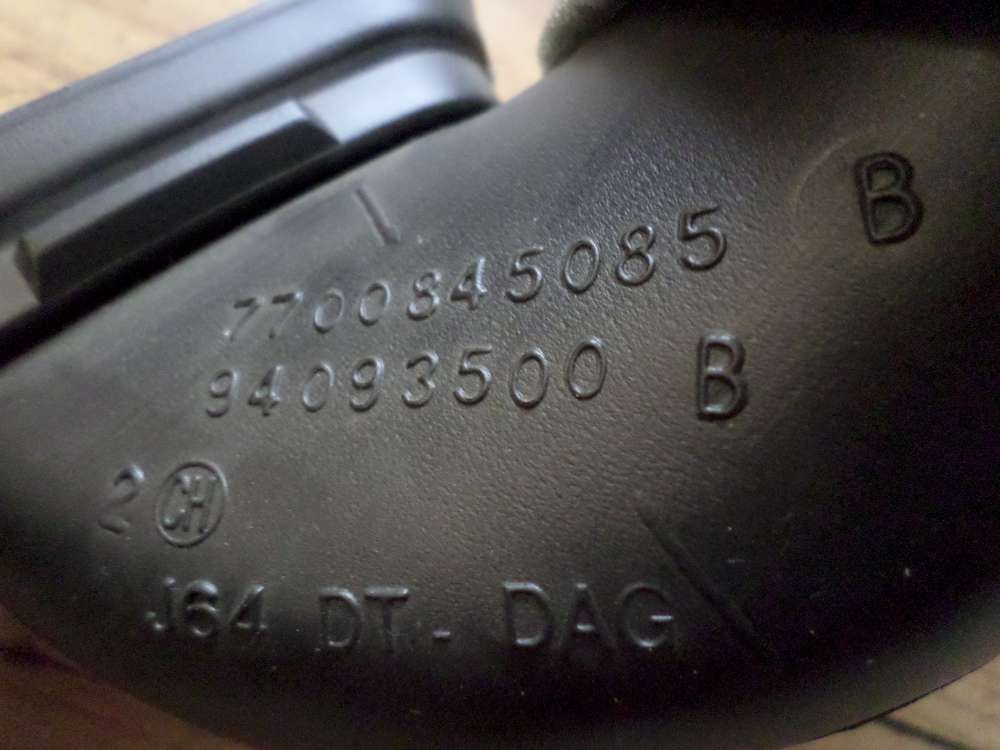 7700845085 B
94093500 B
2 CH
J64 DT - DAG